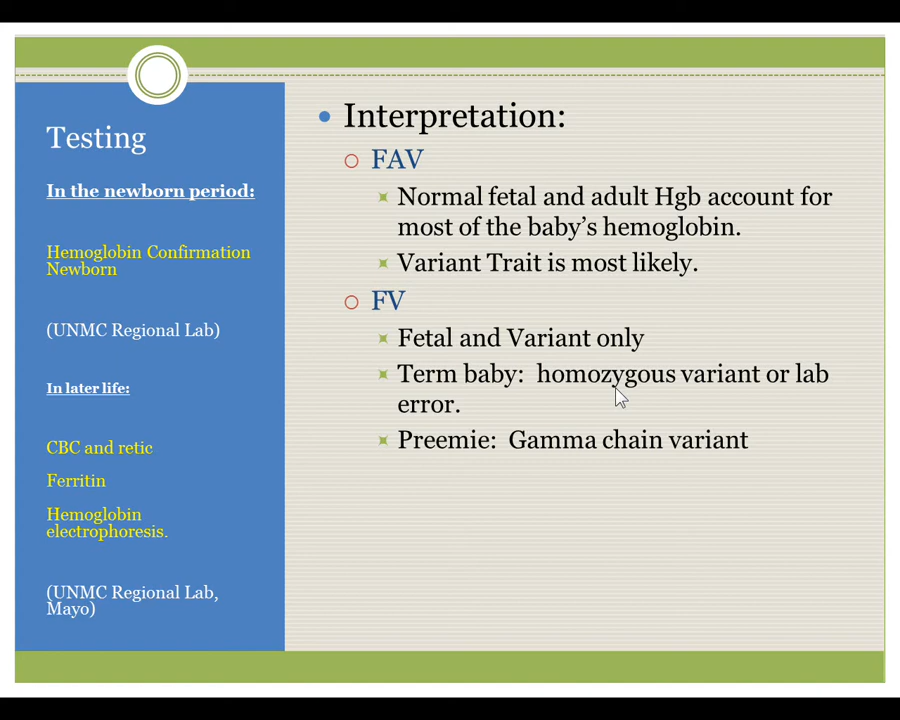 Testing
In the newborn period:
Hemoglobin Confirmation
Newborn
(UNMC Regional Lab)
In later life:
CBC and retic
Ferritin
Hemoglobin
electrophoresis.
(UNMC Regional Lab,
Mayo)
Interpretation:
FAV
Normal fetal and adult Hgb account for
most of the baby’s hemoglobin.
Variant Trait is most likely.
FV
Fetal and Variant only
Term baby: homozygous variant or lab
error.
Preemie: Gamma chain variant